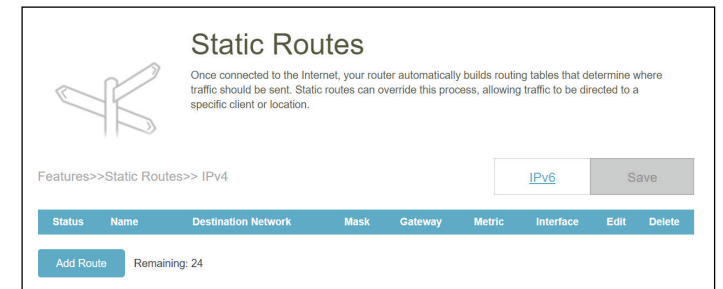 Static Routes
Once connected to the Internet, your router automatically builds routing tables that determine where
traffic should be sent. Static routes can override this process, allowing traffic to be directed to a
specific client or location.
Features>>Static Routes>> IPv4
IPv6
Save
Status Name Destination Network Mask Gateway Metric Interface Edit Delete
Add Route Remaining: 24